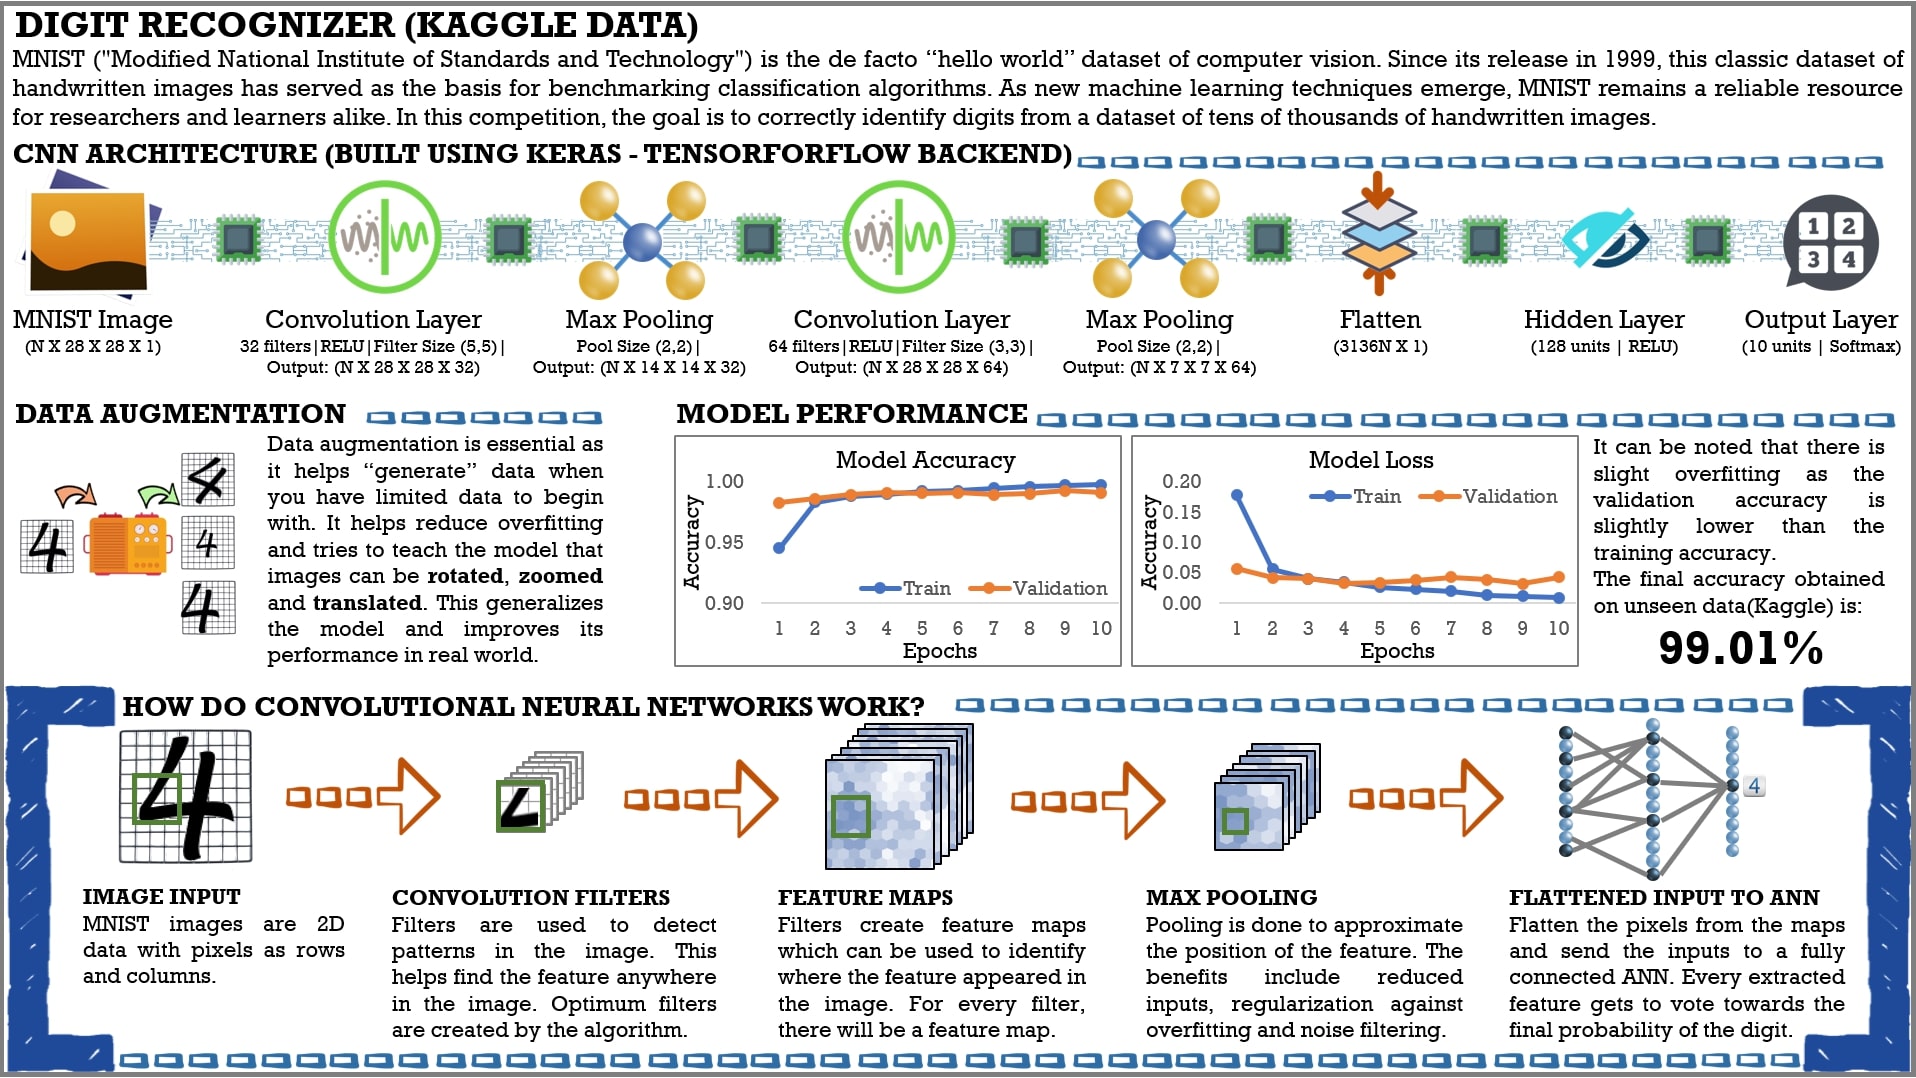 DIGIT RECOGNIZER (KAGGLE DATA)
MNIST ("Modified National Institute of Standards and Technology") is the de facto “hello world” dataset of computer vision. Since its release in 1999, this classic dataset of
handwritten images has served as the basis for benchmarking classification algorithms. As new machine learning techniques emerge, MNIST remains a reliable resource
for researchers and learners alike. In this competition, the goal is to correctly identify digits from a dataset of tens of thousands of handwritten images.
CNN ARCHITECTURE (BUILT USING KERAS - TENSORFORFLOW BACKEND)
1 2
3 4
MNIST Image
(N X 28 X 28 X 1)
Convolution Layer
32 filters|RELU|Filter Size (5,5)|
Output: (N X 28 X 28 X 32)
Max Pooling
Pool Size (2,2)|
Output: (N X 14 X 14 X 32)
Convolution Layer
64 filters|RELU|Filter Size (3,3)|
Output: (N X 28 X 28 X 64)
Max Pooling
Pool Size (2,2)|
Output: (N X 7 X 7 X 64)
Flatten
(3136N X 1)
Hidden Layer
(128 units | RELU)
Output Layer
(10 units | Softmax)
DATA AUGMENTATION
4
4
4
4
Data augmentation is essential as
it helps “generate” data when
you have limited data to begin
with. It helps reduce overfitting
and tries to teach the model that
images can be rotated, zoomed
and translated. This generalizes
the model and improves its
performance in real world.
MODEL PERFORMANCE
Model Accuracy
Accuracy
1.00
0.95
0.90
Train Validation
1 2 3 4 5 6 7 8 9 10
Epochs
Model Loss
Accuracy
0.20
0.15
0.10
0.05
0.00
Train Validation
1 2 3 4 5 6 7 8 9 10
Epochs
It can be noted that there is
slight overfitting as the
validation accuracy is
slightly lower than the
training accuracy.
The final accuracy obtained
on unseen data(Kaggle) is:
99.01%
HOW DO CONVOLUTIONAL NEURAL NETWORKS WORK?
4
4
IMAGE INPUT
MNIST images are 2D
data with pixels as rows
and columns.
CONVOLUTION FILTERS
Filters are used to detect
patterns in the image. This
helps find the feature anywhere
in the image. Optimum filters
are created by the algorithm.
FEATURE MAPS
Filters create feature maps
which can be used to identify
where the feature appeared in
the image. For every filter,
there will be a feature map.
MAX POOLING
Pooling is done to approximate
the position of the feature. The
benefits include reduced
inputs, regularization against
overfitting and noise filtering.
FLATTENED INPUT TO ANN
Flatten the pixels from the maps
and send the inputs to a fully
connected ANN. Every extracted
feature gets to vote towards the
final probability of the digit.